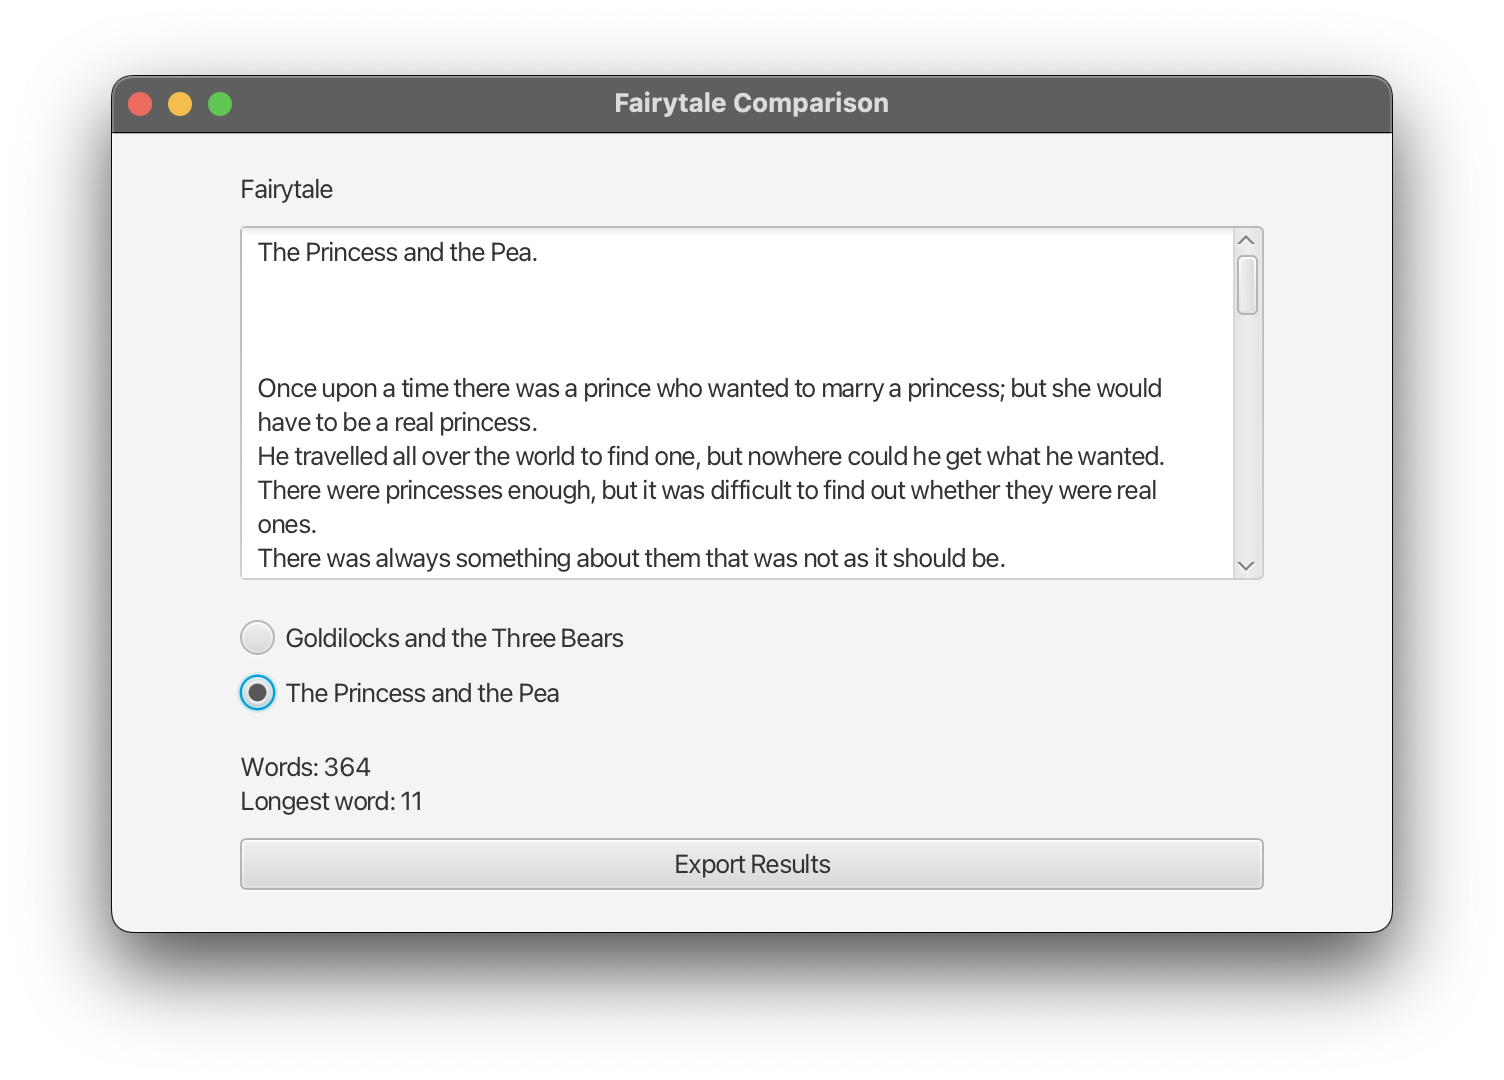 Fairytale Comparison
Fairytale
The Princess and the Pea.
Once upon a time there was a prince who wanted to marry a princess; but she would
have to be a real princess.
He travelled all over the world to find one, but nowhere could he get what he wanted.
There were princesses enough, but it was difficult to find out whether they were real
ones.
There was always something about them that was not as it should be.
Goldilocks and the Three Bears
The Princess and the Pea
Words: 364
Longest word: 11
Export Results